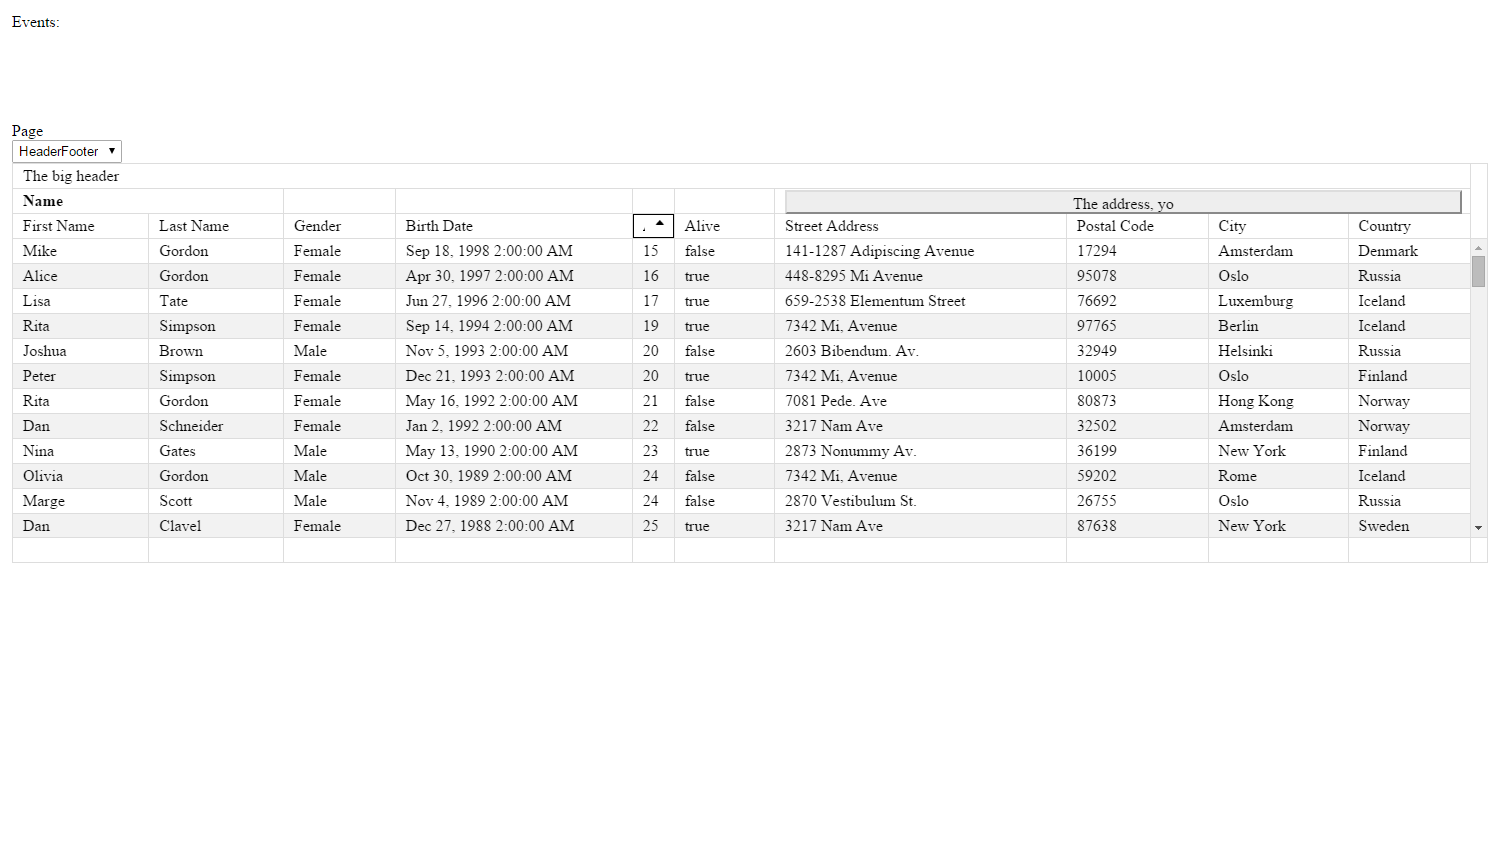 Events:
Page
HeaderFooter
The big header
Name The address, yo
First Name Last Name Gender Birth Date Alive Street Address Postal Code City Country
Mike Gordon Female Sep 18, 1998 2:00:00 AM 15 false 141-1287 Adipiscing Avenue 17294 Amsterdam Denmark
Alice Gordon Female Apr 30, 1997 2:00:00 AM 16 true 448-8295 Mi Avenue 95078 Oslo Russia
Lisa Tate Female Jun 27, 1996 2:00:00 AM 17 true 659-2538 Elementum Street 76692 Luxemburg Iceland
Rita Simpson Female Sep 14, 1994 2:00:00 AM 19 true 7342 Mi, Avenue 97765 Berlin Iceland
Joshua Brown Male Nov 5, 1993 2:00:00 AM 20 false 2603 Bibendum. Av. 32949 Helsinki Russia
Peter Simpson Female Dec 21, 1993 2:00:00 AM 20 true 7342 Mi, Avenue 10005 Oslo Finland
Rita Gordon Female May 16, 1992 2:00:00 AM 21 false 7081 Pede. Ave 80873 Hong Kong Norway
Dan Schneider Female Jan 2, 1992 2:00:00 AM 22 false 3217 Nam Ave 32502 Amsterdam Norway
Nina Gates Male May 13, 1990 2:00:00 AM 23 true 2873 Nonummy Av. 36199 New York Finland
Olivia Gordon Male Oct 30, 1989 2:00:00 AM 24 false 7342 Mi, Avenue 59202 Rome Iceland
Marge Scott Male Nov 4, 1989 2:00:00 AM 24 false 2870 Vestibulum St. 26755 Oslo Russia
Dan Clavel Female Dec 27, 1988 2:00:00 AM 25 true 3217 Nam Ave 87638 New York Sweden